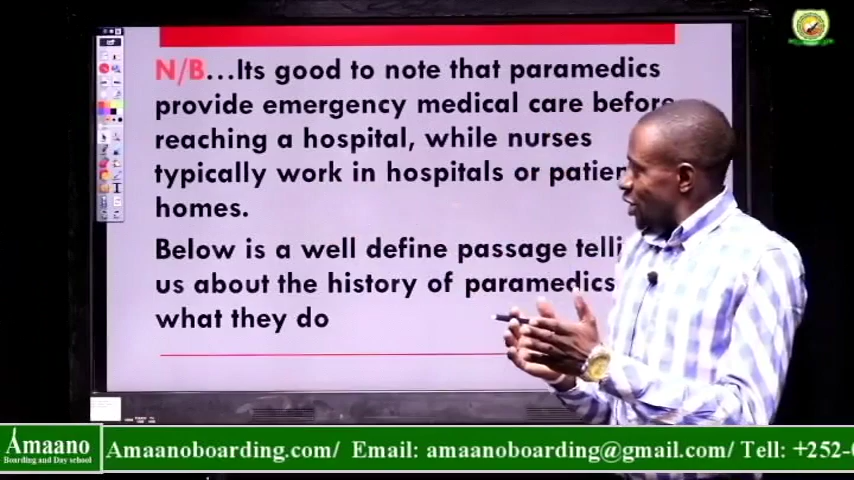 N/B...Its good to note that paramedics
provide emergency medical care before
reaching a hospital, while nurses
typically work in hospitals or
homes.
Below is a well define passage
us about the history of paramedics
what they do
Amaano
Boarding and Day school
Amaanoboarding.com/ Email: amaanoboarding@gmail.com/ Tell: +252-